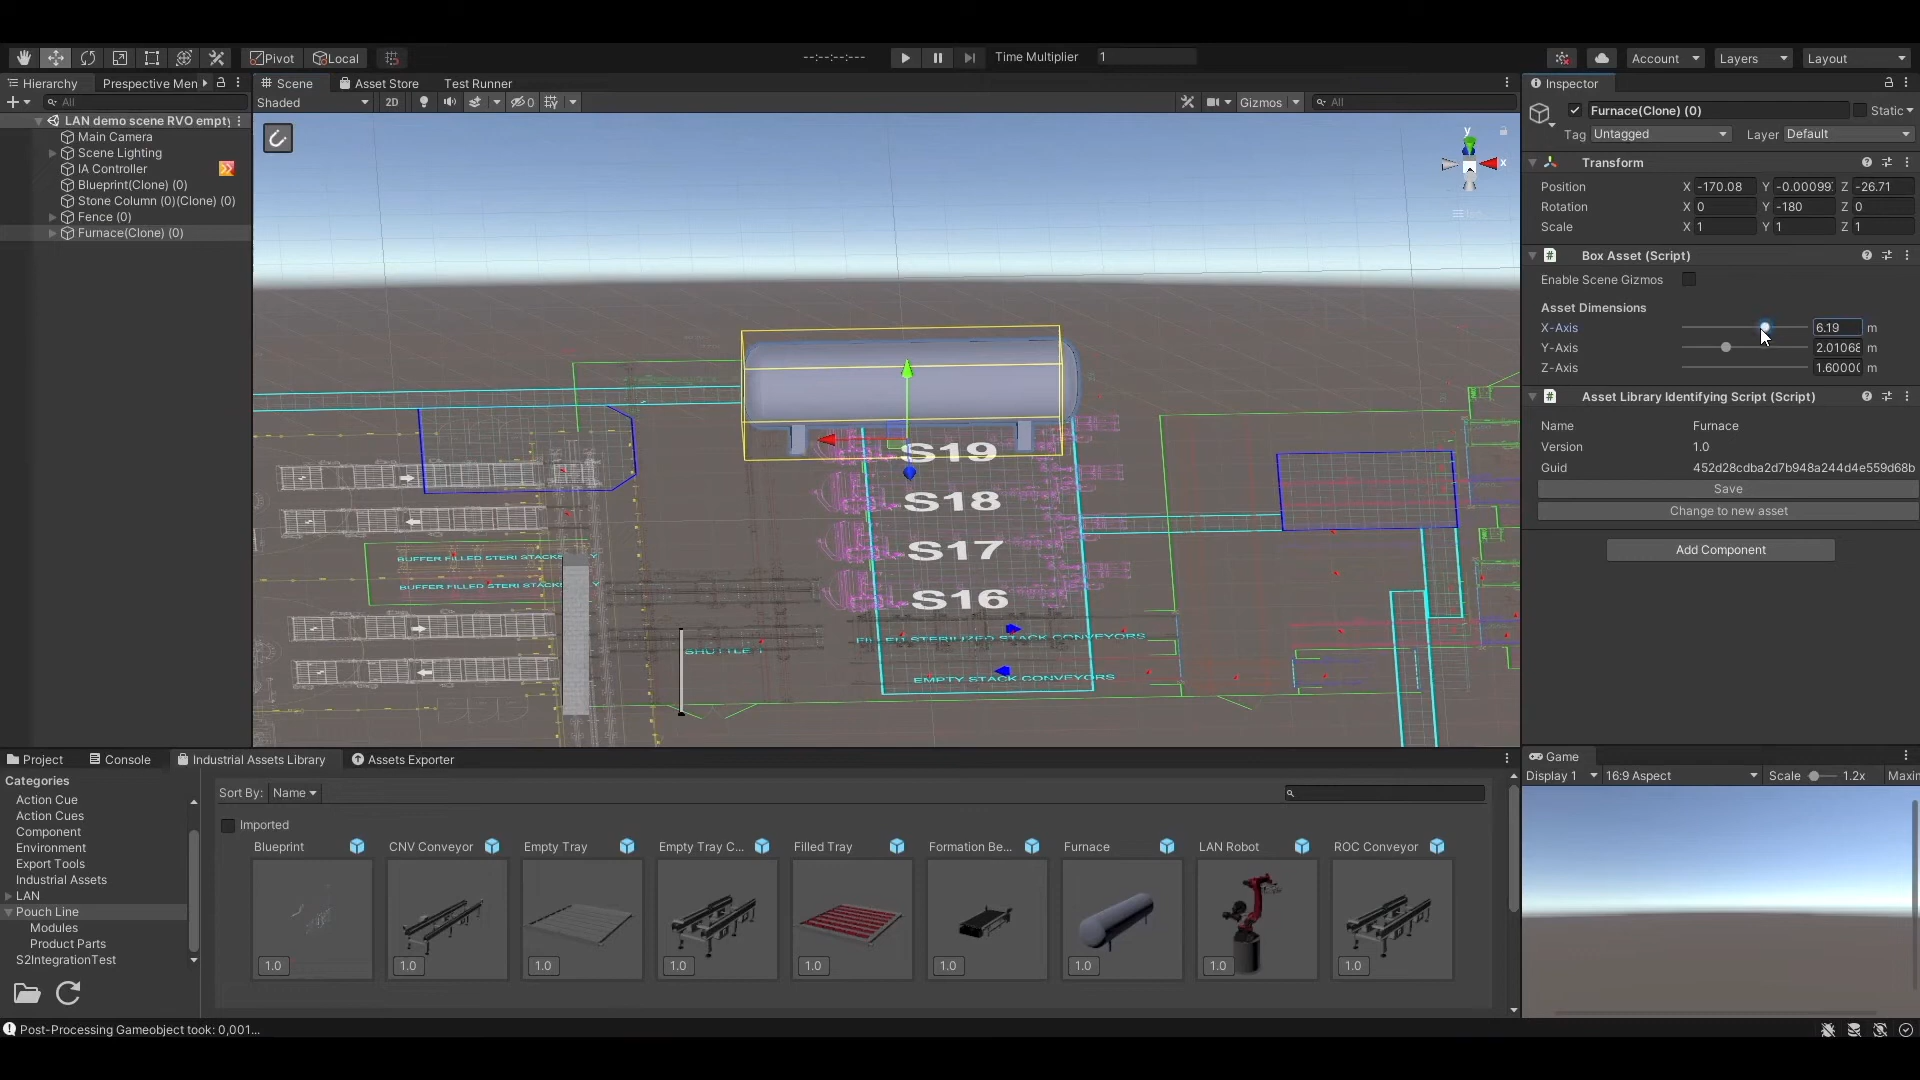 Pivot Local --:--:--:--- Time Multiplier 1 Account Layers Layout
Hierarchy Perspective Men Scene Asset Store Test Runner Inspector
All Shaded 2D 0 Gizmos All
LAN demo scene RVO empty
Main Camera
Scene Lighting
IA Controller
Blueprint(Clone) (0)
Stone Column (0)(Clone) (0)
Fence (0)
Furnace(Clone) (0)
y
x
S19
S18
S17
S16
BUFFER FILLED STERI STACKS
BUFFER FILLED STERI STACKS
SHUTTLE
FILLED STERILIZED STACK CONVEYORS
EMPTY STACK CONVEYORS
Furnace(Clone) (0) Static
Tag Untagged Layer Default
Transform
Position X -170.08 Y -0.00099 Z -26.71
Rotation X 0 Y -180 Z 0
Scale X 1 Y 1 Z 1
Box Asset (Script)
Enable Scene Gizmos
Asset Dimensions
X-Axis 6.19 m
Y-Axis 2.01068 m
Z-Axis 1.6000 m
Asset Library Identifying Script (Script)
Name Furnace
Version 1.0
Guid 452d28cdba2d7b948a244d4e559d68b
Save
Change to new asset
Add Component
Project Console Industrial Assets Library Assets Exporter
Categories
Action Cue
Action Cues
Component
Environment
Export Tools
Industrial Assets
LAN
Pouch Line
Modules
Product Parts
S2IntegrationTest
Sort By: Name
Imported
Blueprint CNV Conveyor Empty Tray Empty Tray C... Filled Tray Formation Be... Furnace LAN Robot ROC Conveyor
1.0 1.0 1.0 1.0 1.0 1.0 1.0 1.0 1.0
Game
Display 1 16:9 Aspect Scale 1.2x Maxin
Post-Processing Gameobject took: 0,001...